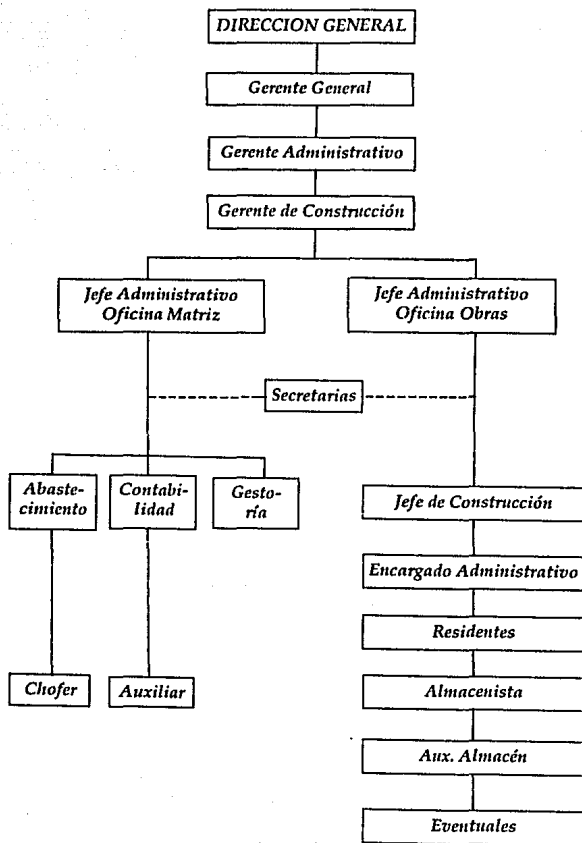 DIRECCION GENERAL
Gerente General
Gerente Administrativo
Gerente de Construcción
Jefe Administrativo
Oficina Matriz
Jefe Administrativo
Oficina Obras
Secretarias
Abaste-
cimiento
Contabi-
lidad
Gesto-
ría
Jefe de Construcción
Encargado Administrativo
Residentes
Chofer
Auxiliar
Almacenista
Aux. Almacén
Eventuales